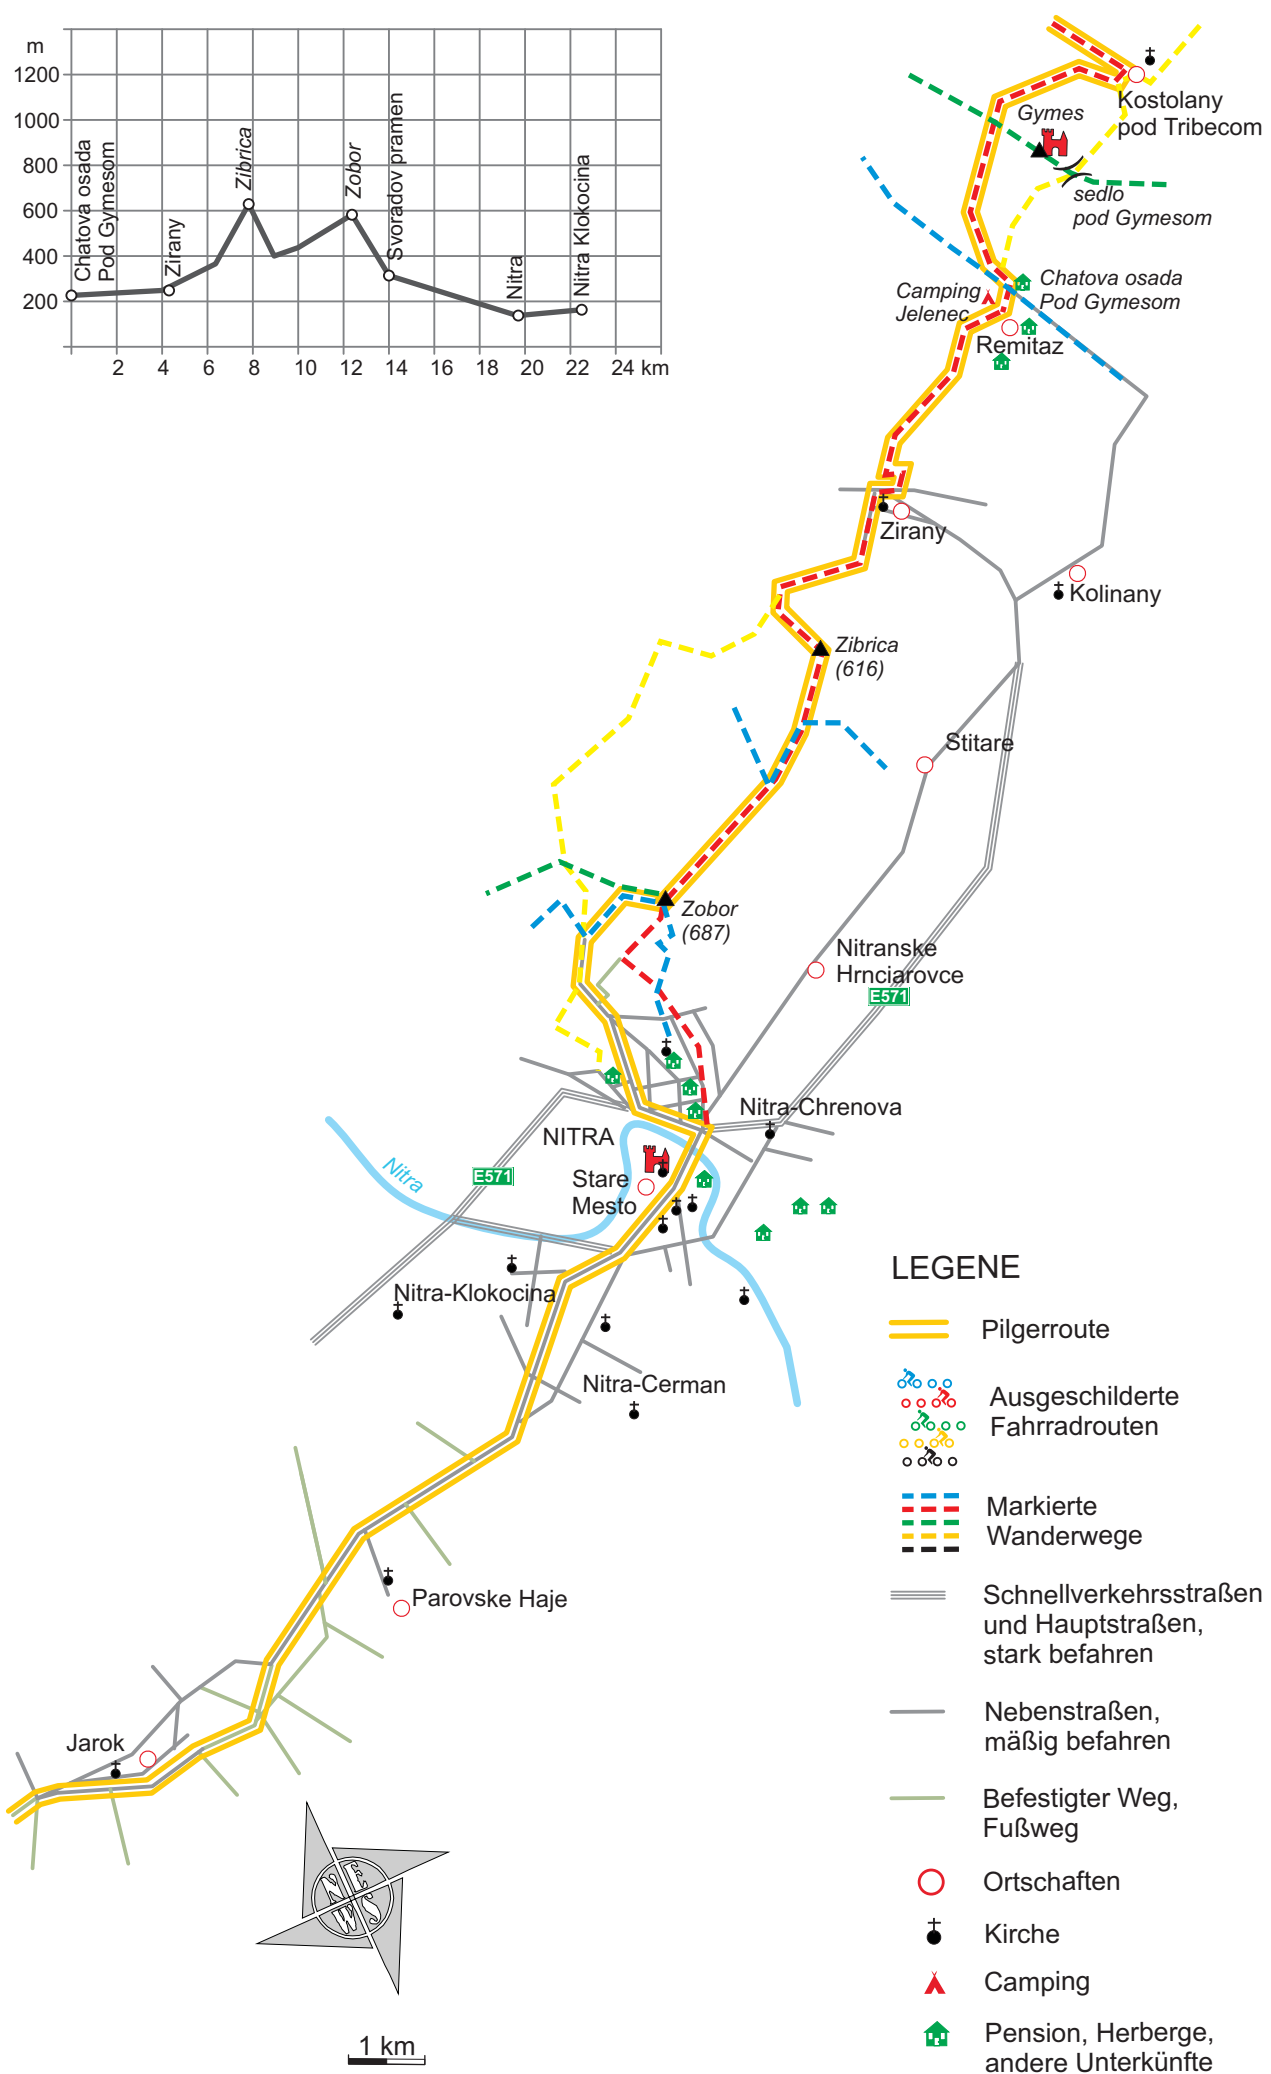 m
1200
1000
800
600
400
200
2 4 6 8 10 12 14 16 18 20 22 24 km
Chatova osada
Pod Gymesom
Zirany
Zibrica
Zobor
Svoradov pramen
Nitra
Nitra Klokocina
Kostolany
pod Tribecom
Gymes
sedlo
pod Gymesom
Chatova osada
Pod Gymesom
Camping
Jelenec
Remitaz
Zirany
Kolinany
Zibrica
(616)
Stitare
Zobor
(687)
Nitranske
Hrnciarovce
E571
Nitra-Chrenova
NITRA
Nitra
E571
Stare
Mesto
Nitra-Klokocina
Nitra-Cerman
Parovske Haje
Jarok
N
E
W
S
1 km
LEGENE
Pilgerroute
Ausgeschilderte
Fahrradrouten
Markierte
Wanderwege
Schnellverkehrsstraßen
und Hauptstraßen,
stark befahren
Nebenstraßen,
mäßig befahren
Befestigter Weg,
Fußweg
Ortschaften
Kirche
Camping
Pension, Herberge,
andere Unterkünfte